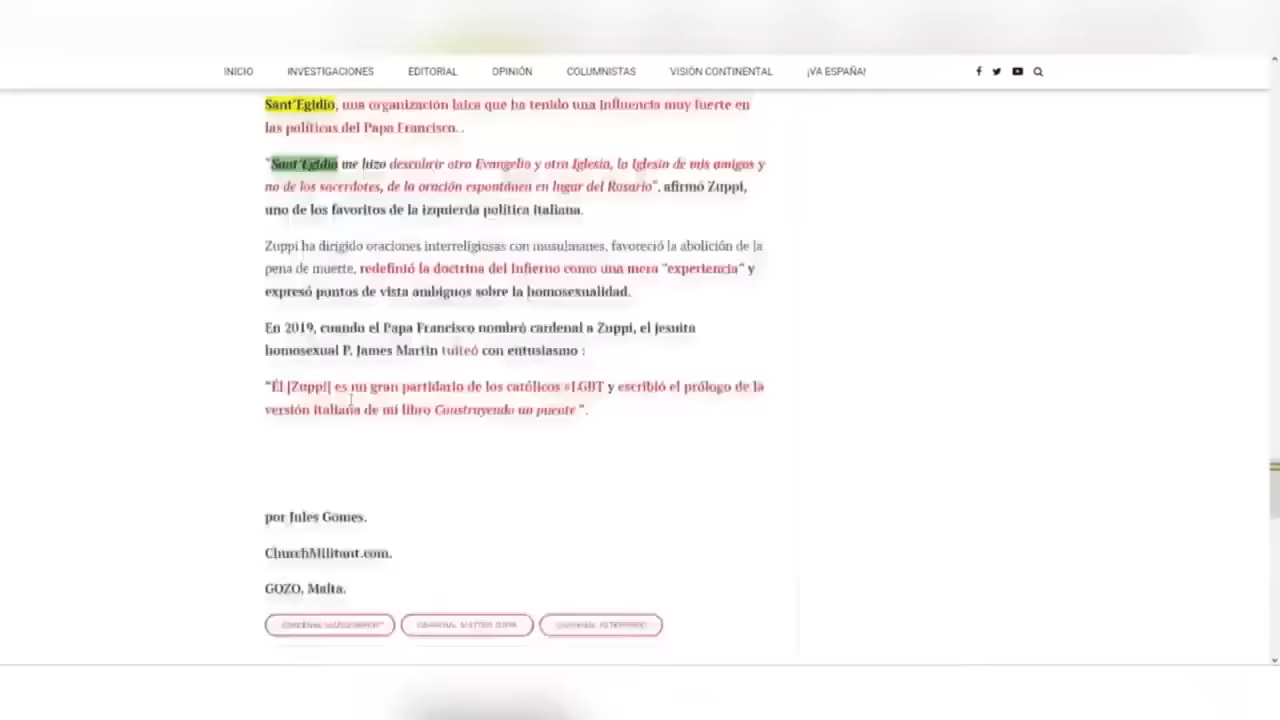 INICIO INVESTIGACIONES EDITORIAL OPINIÓN COLUMNISTAS VISIÓN CONTINENTAL ¡VA ESPAÑA!
Sant'Egidio, una organización laica que ha tenido una influencia muy fuerte en
las políticas del Papa Francisco. .
"Sant'Egidio me hizo descubrir otro Evangelio y otra Iglesia, la Iglesia de mis amigos y
no de los sacerdotes, de la oración espontánea en lugar del Rosario", afirmó Zuppi,
uno de los favoritos de la izquierda política italiana.
Zuppi ha dirigido oraciones interreligiosas con musulmanes, favoreció la abolición de la
pena de muerte, redefinió la doctrina del Infierno como una mera "experiencia" y
expresó puntos de vista ambiguos sobre la homosexualidad.
En 2019, cuando el Papa Francisco nombró cardenal a Zuppi, el jesuita
homosexual P. James Martin tuiteó con entusiasmo :
"Él [Zuppi] es un gran partidario de los católicos #LGBT y escribió el prólogo de la
versión italiana de mi libro Construyendo un puente ".
por Jules Gomes.
ChurchMilitant.com.
GOZO, Malta.